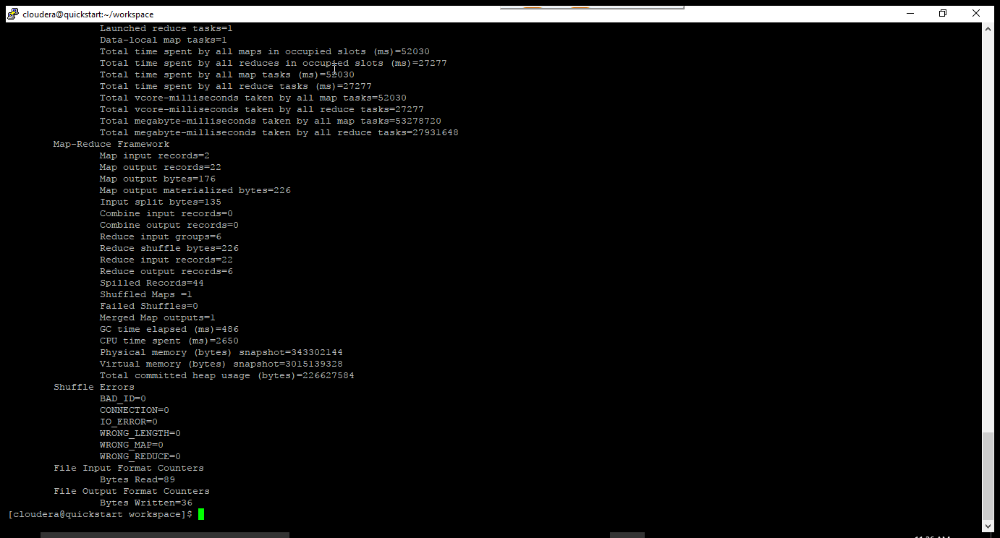 cloudera@quickstart:~/workspace
Launched reduce tasks=1
Data-local map tasks=1
Total time spent by all maps in occupied slots (ms)=52030
Total time spent by all reduces in occupied slots (ms)=27277
Total time spent by all map tasks (ms)=52030
Total time spent by all reduce tasks (ms)=27277
Total vcore-milliseconds taken by all map tasks=52030
Total vcore-milliseconds taken by all reduce tasks=27277
Total megabyte-milliseconds taken by all map tasks=53278720
Total megabyte-milliseconds taken by all reduce tasks=27931648
Map-Reduce Framework
Map input records=2
Map output records=22
Map output bytes=176
Map output materialized bytes=226
Input split bytes=135
Combine input records=0
Combine output records=0
Reduce input groups=6
Reduce shuffle bytes=226
Reduce input records=22
Reduce output records=6
Spilled Records=44
Shuffled Maps =1
Failed Shuffles=0
Merged Map outputs=1
GC time elapsed (ms)=486
CPU time spent (ms)=2650
Physical memory (bytes) snapshot=343302144
Virtual memory (bytes) snapshot=3015139328
Total committed heap usage (bytes)=226627584
Shuffle Errors
BAD_ID=0
CONNECTION=0
IO_ERROR=0
WRONG_LENGTH=0
WRONG_MAP=0
WRONG_REDUCE=0
File Input Format Counters
Bytes Read=89
File Output Format Counters
Bytes Written=36
[cloudera@quickstart workspace]$